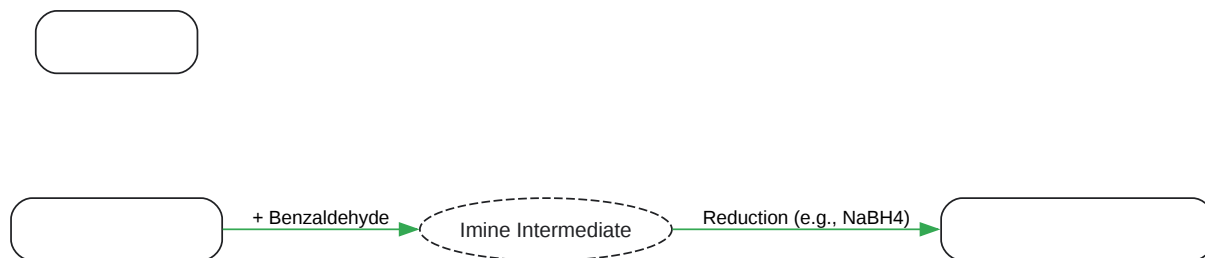 + Benzaldehyde
Imine Intermediate
Reduction (e.g., NaBH4)